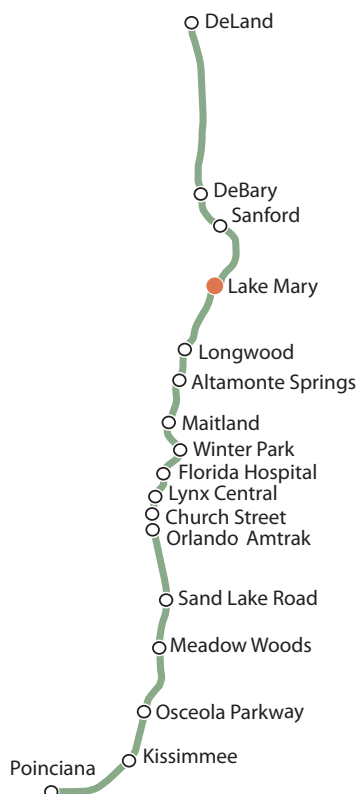 DeLand
DeBary
Sanford
Lake Mary
Longwood
Altamonte Springs
Maitland
Winter Park
Florida Hospital
Lynx Central
Church Street
Orlando Amtrak
Sand Lake Road
Meadow Woods
Osceola Parkway
Kissimmee
Poinciana